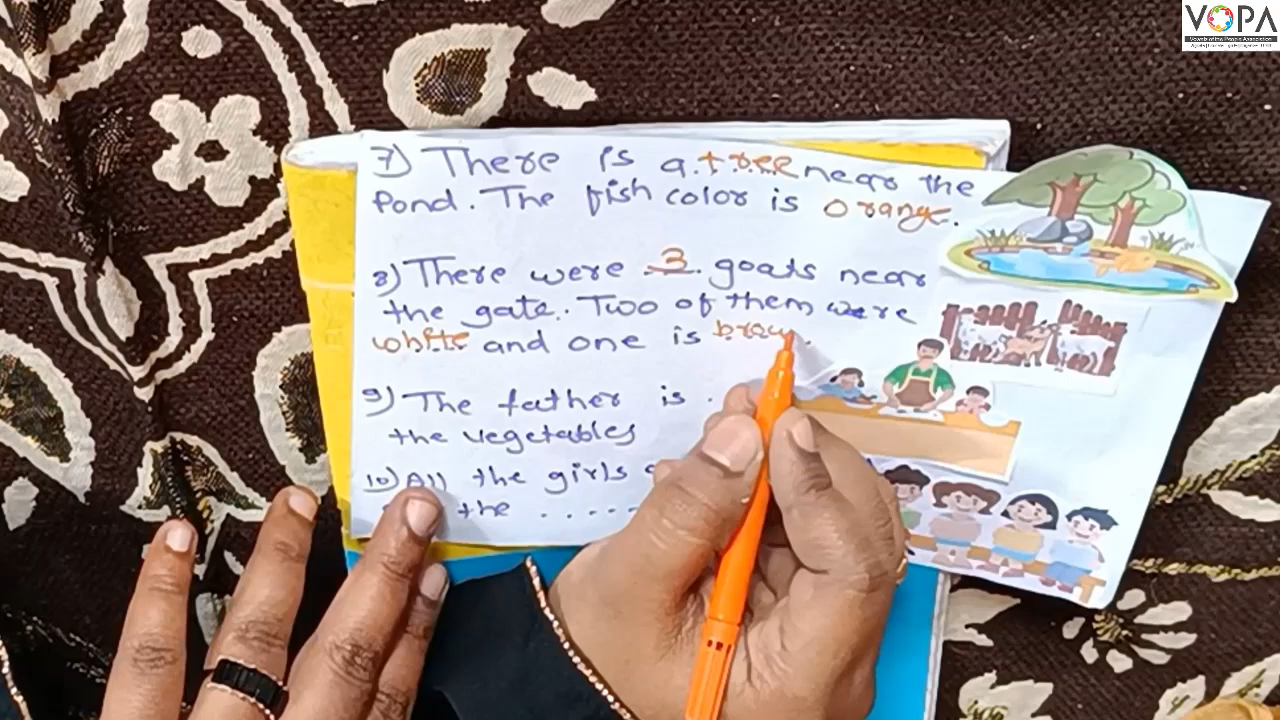 VOPA
7) There is a tree near the
Pond. The fish color is Orange.
8) There were 3 goats near
the gate. Two of them were
white and one is brow
9) The father is .
the vegetables
10) All the girls
the .....